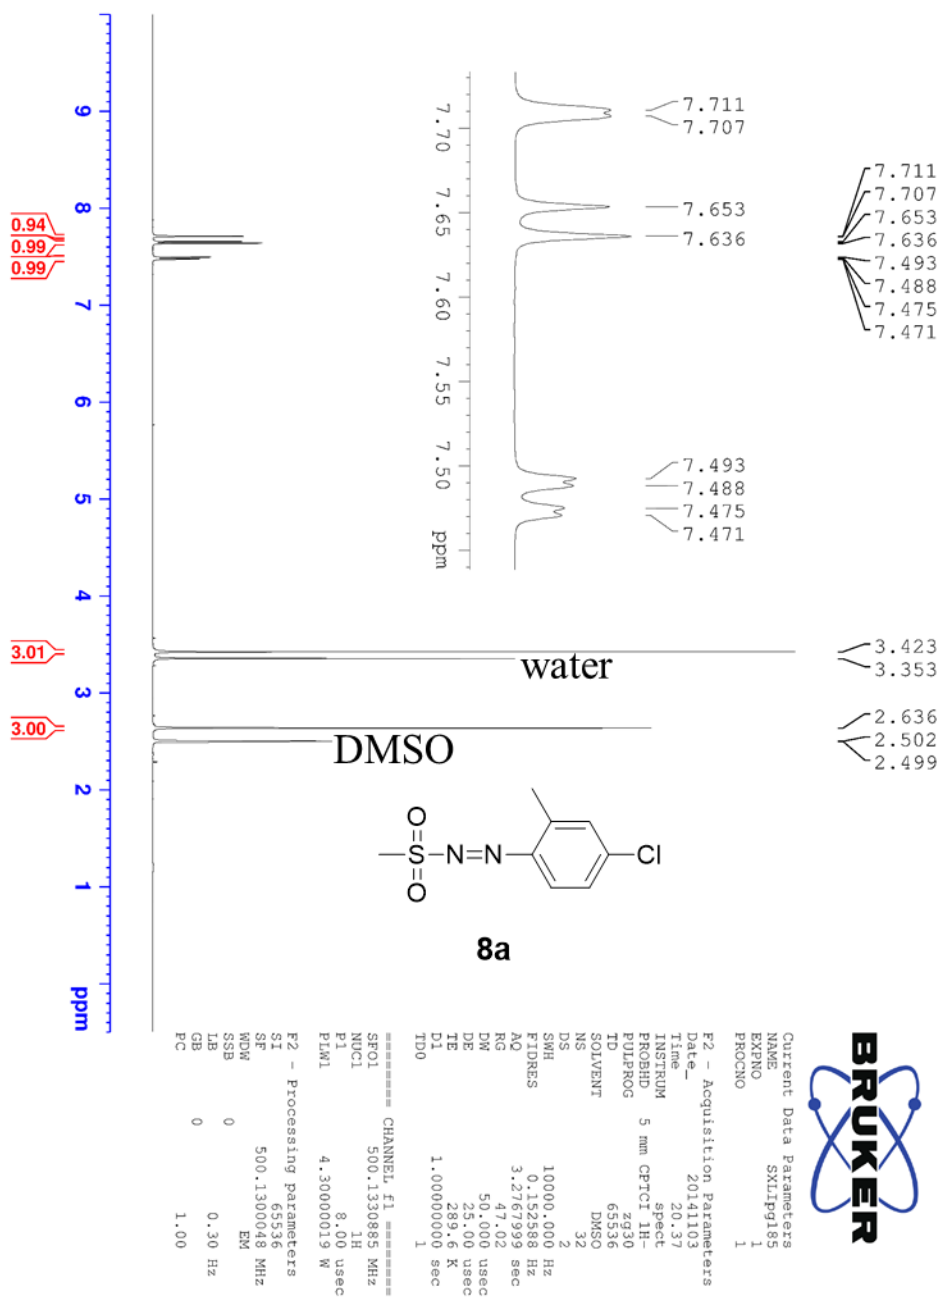 7.711
7.707
7.653
7.636
7.493
7.488
7.475
7.471
3.423
3.353
2.636
2.502
2.499
7.711
7.707
7.653
7.636
7.493
7.488
7.475
7.471
7.70
7.65
7.60
7.55
7.50
ppm
water
DMSO
O
S
O
N=N
Cl
8a
9
8
7
6
5
4
3
2
1
ppm
0.94
0.99
0.99
3.01
3.00
BRUKER
Current Data Parameters
NAME SXLIpg185
EXPNO 1
PROCNO 1
F2 - Acquisition Parameters
Date_ 20141103
Time 20.37
INSTRUM spect
PROBHD 5 mm CPTCI 1H-
PULPROG zg30
TD 65536
SOLVENT DMSO
NS 32
DS 2
SWH 10000.000 Hz
FIDRES 0.152588 Hz
AQ 3.2767999 sec
RG 47.02
DW 50.000 usec
DE 25.00 usec
TE 289.6 K
D1 1.00000000 sec
TD0 1
======== CHANNEL f1 ========
SFO1 500.1330885 MHz
NUC1 1H
P1 8.00 usec
PLW1 4.30000019 W
F2 - Processing parameters
SI 65536
SF 500.1300048 MHz
WDW EM
SSB 0
LB 0.30 Hz
GB 0
PC 1.00